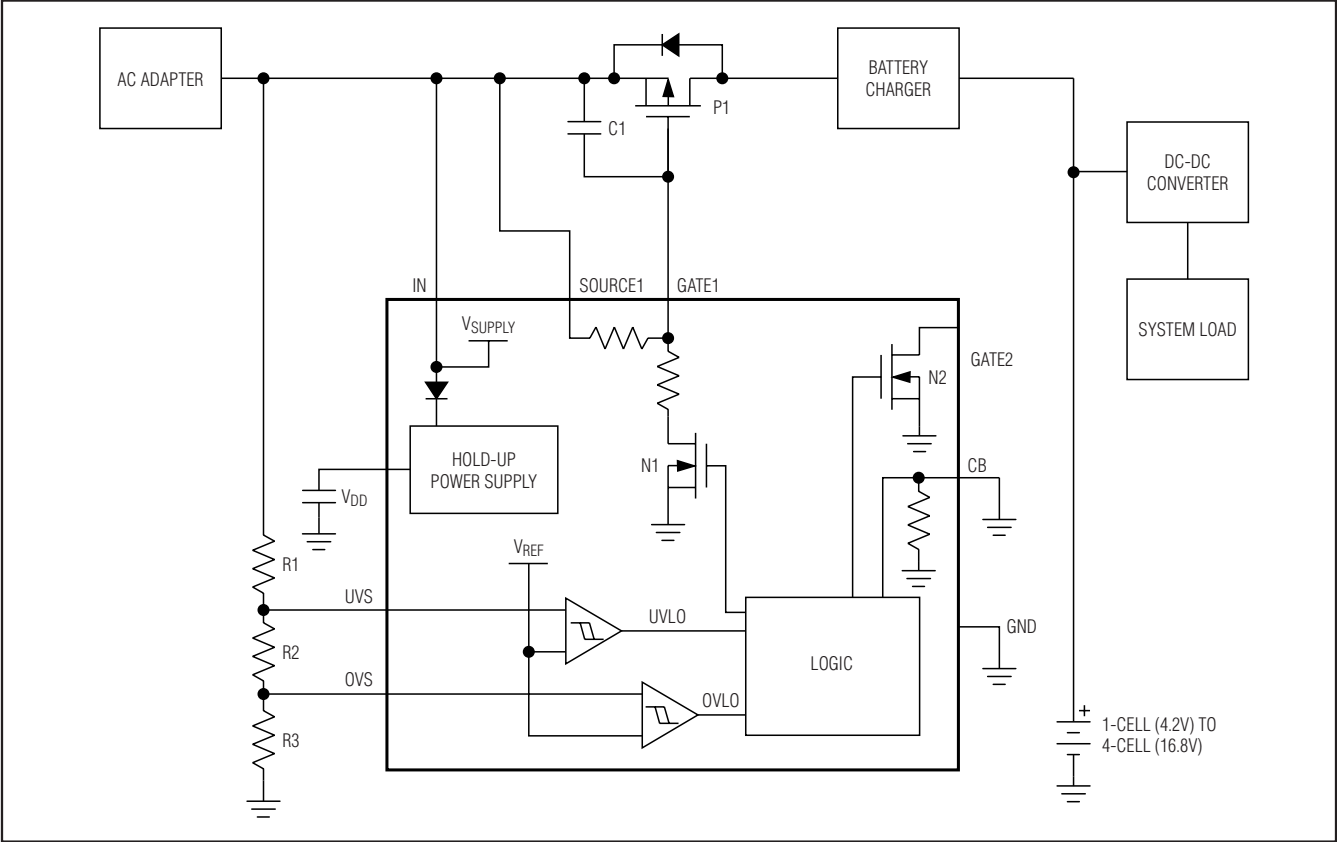 AC ADAPTER
P1
C1
BATTERY
CHARGER
DC-DC
CONVERTER
SYSTEM LOAD
IN
SOURCE1
GATE1
VSUPPLY
GATE2
N2
HOLD-UP
POWER SUPPLY
VDD
N1
CB
VREF
R1
UVS
UVLO
R2
OVS
OVLO
LOGIC
GND
R3
+
1-CELL (4.2V) TO
4-CELL (16.8V)